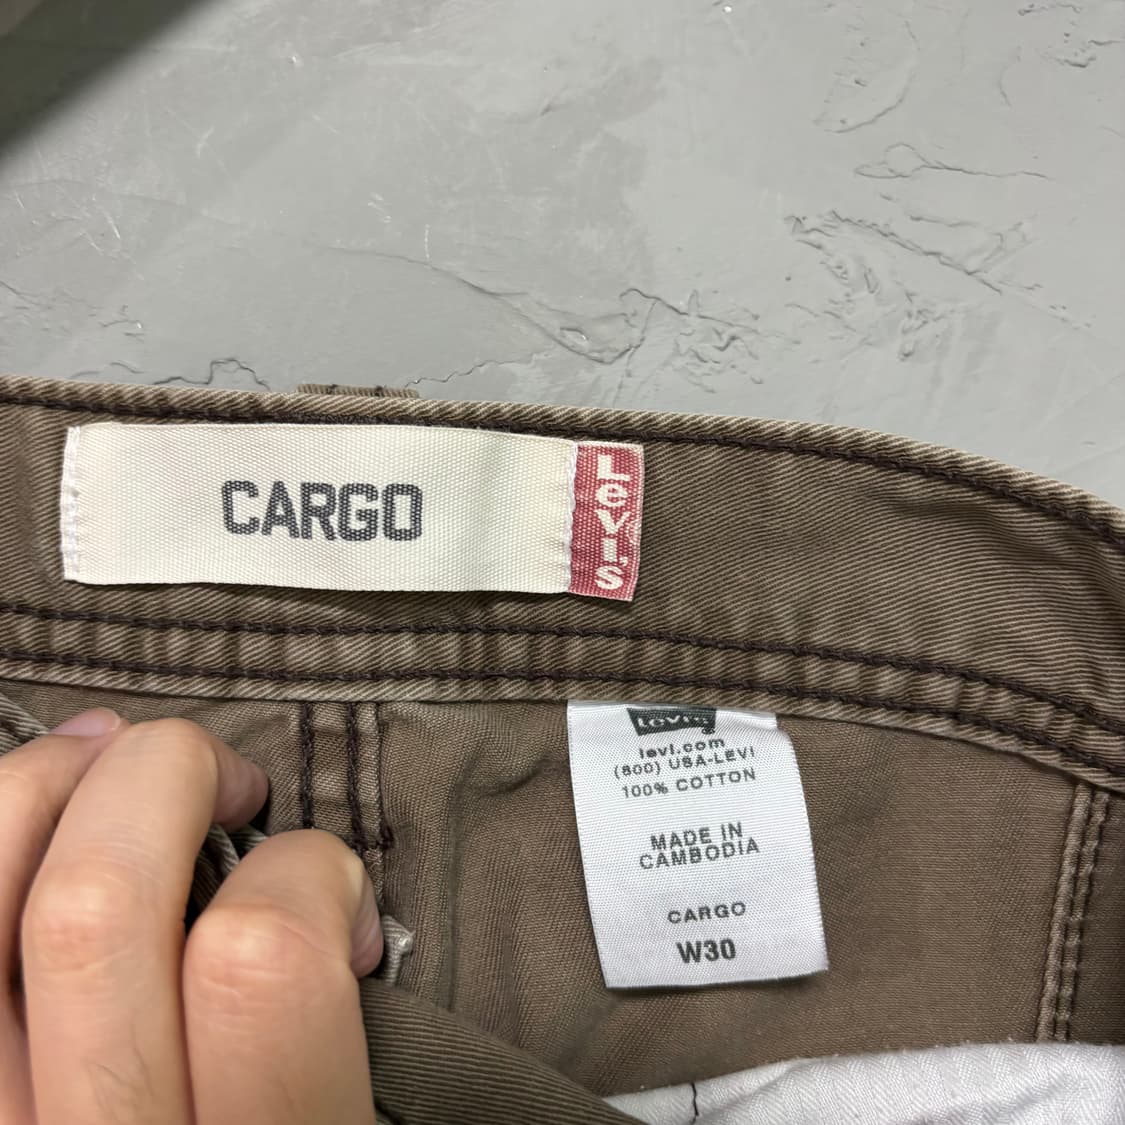 CARGO
Levi's
Levi's
levi.com
(800) USA-LEVI
100% COTTON
MADE IN
CAMBODIA
CARGO
W30